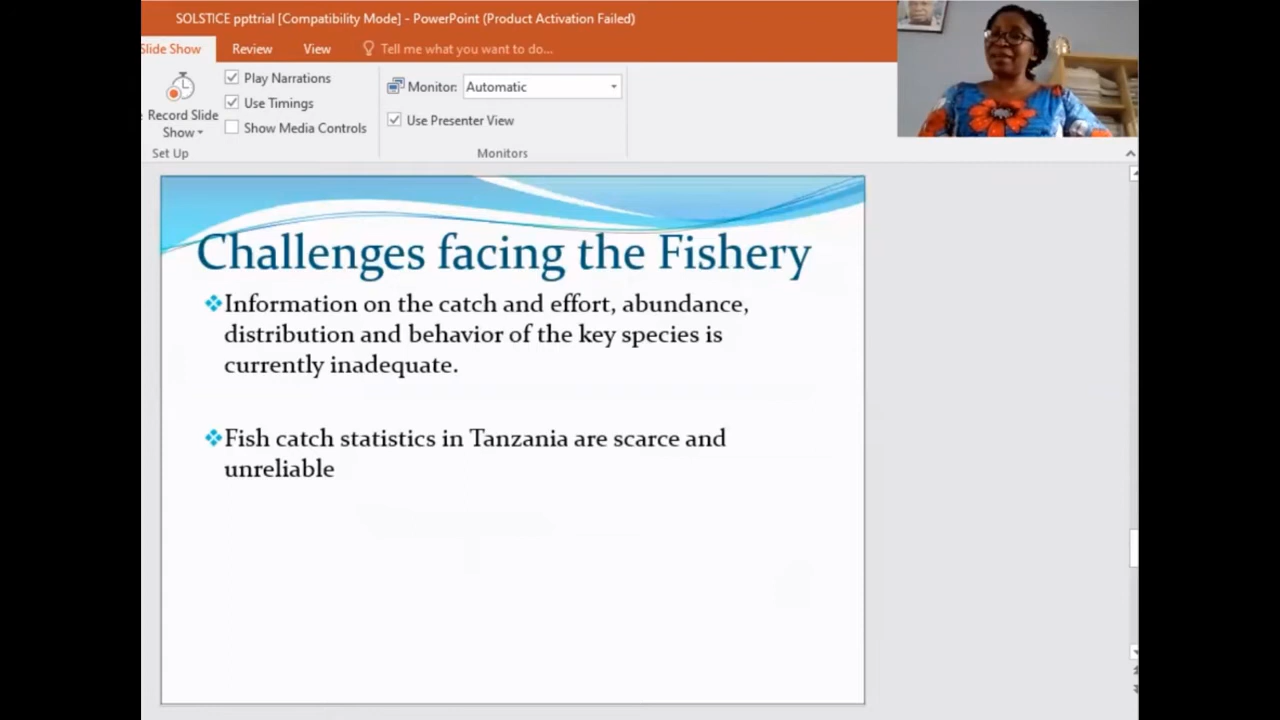 SOLSTICE ppttrial [Compatibility Mode] - PowerPoint (Product Activation Failed)
Slide Show
Review
View
Tell me what you want to do...
Record Slide
Show
Play Narrations
Use Timings
Show Media Controls
Set Up
Monitor:
Automatic
Use Presenter View
Monitors
Challenges facing the Fishery
Information on the catch and effort, abundance,
distribution and behavior of the key species is
currently inadequate.
Fish catch statistics in Tanzania are scarce and
unreliable